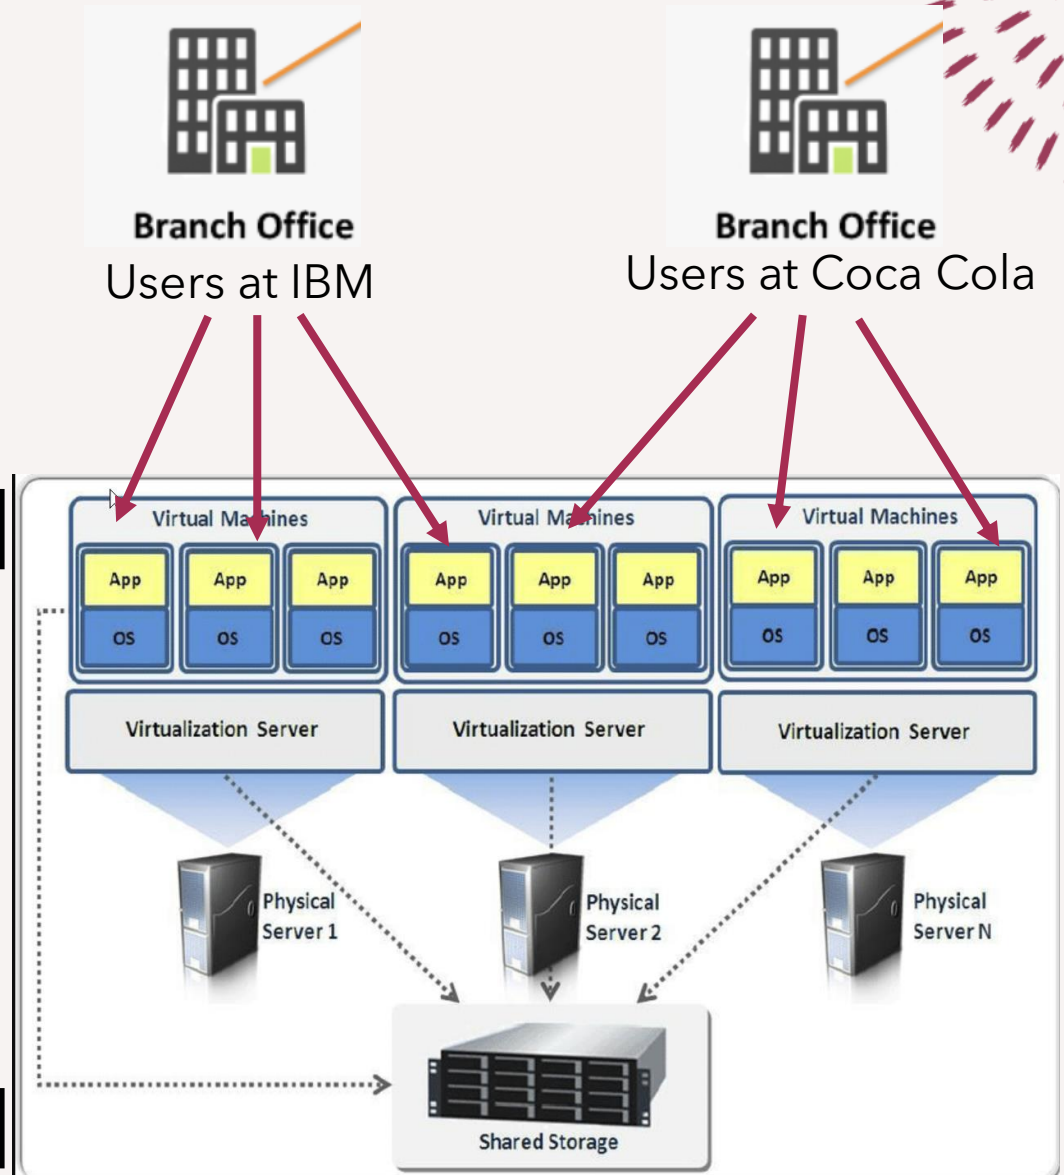 Branch Office
Branch Office
Users at IBM
Users at Coca Cola
Virtual Machines
Virtual Machines
Virtual Machines
App
App
App
App
App
App
App
App
App
OS
OS
OS
OS
OS
OS
OS
OS
OS
Virtualization Server
Virtualization Server
Virtualization Server
Physical
Server 1
Physical
Server 2
Physical
Server N
Shared Storage